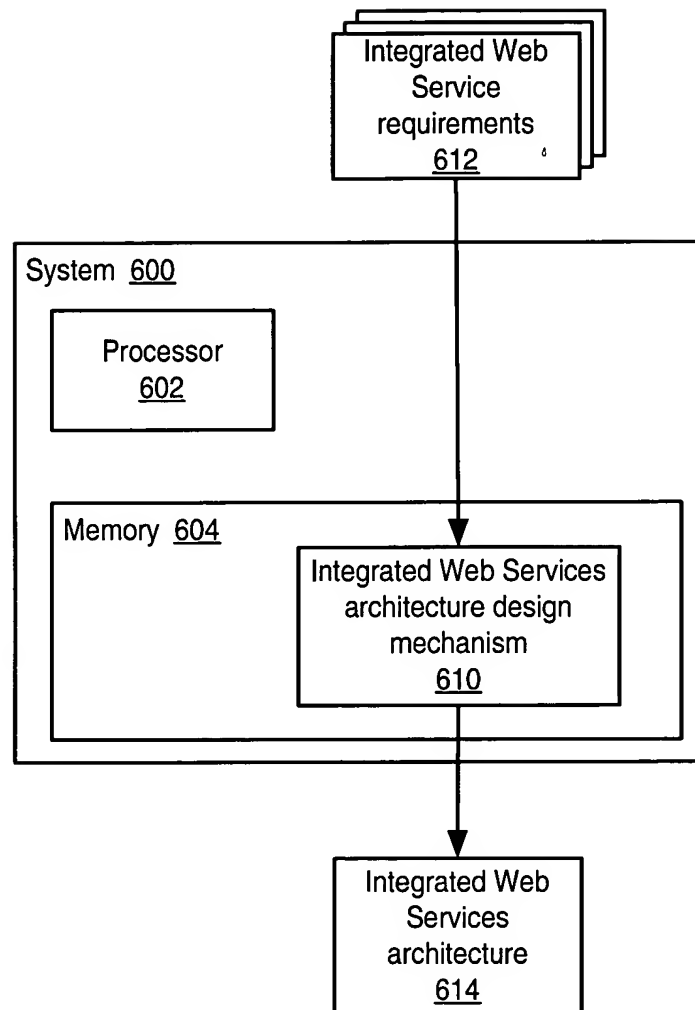 Integrated Web
Service
requirements
612
System 600
Processor
602
Memory 604
Integrated Web Services
architecture design
mechanism
610
Integrated Web
Services
architecture
614